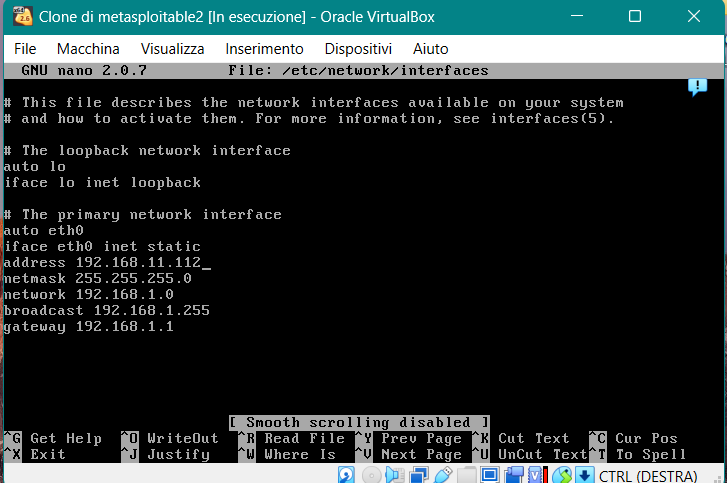 Clone di metasploitable2 [In esecuzione] - Oracle VirtualBox
File Macchina Visualizza Inserimento Dispositivi Aiuto
GNU nano 2.0.7 File: /etc/network/interfaces
# This file describes the network interfaces available on your system
# and how to activate them. For more information, see interfaces(5).
# The loopback network interface
auto lo
iface lo inet loopback
# The primary network interface
auto eth0
iface eth0 inet static
address 192.168.11.112_
netmask 255.255.255.0
network 192.168.1.0
broadcast 192.168.1.255
gateway 192.168.1.1
[ Smooth scrolling disabled ]
^G Get Help ^O WriteOut ^R Read File ^Y Prev Page ^K Cut Text ^C Cur Pos
^X Exit ^J Justify ^W Where Is ^V Next Page ^U UnCut Text ^T To Spell
CTRL (DESTRA)